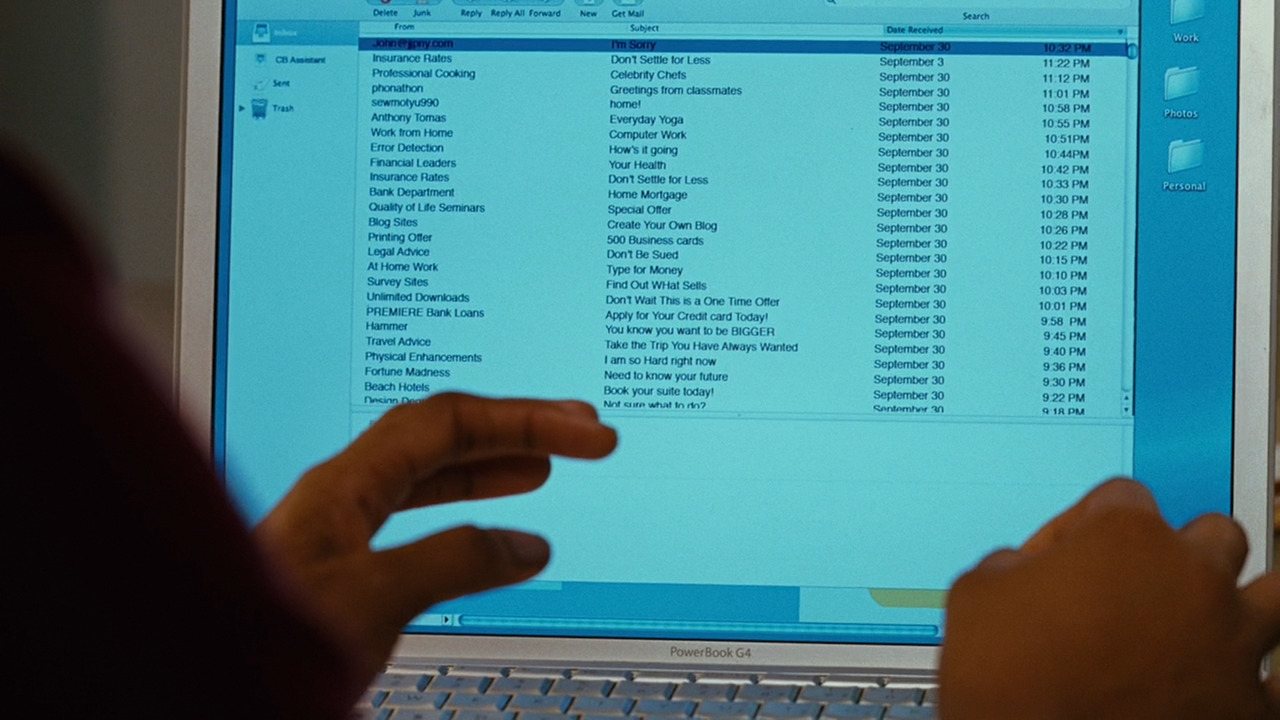 Delete Junk Reply Reply All Forward New Get Mail
Search
From Subject Date Received
Inbox
CB Assistant
Sent
Trash
John@jjpny.com I'm Sorry September 30 10:32 PM
Insurance Rates Don't Settle for Less September 3 11:22 PM
Professional Cooking Celebrity Chefs September 30 11:12 PM
phonathon Greetings from classmates September 30 11:01 PM
sewmotyu990 home! September 30 10:58 PM
Anthony Tomas Everyday Yoga September 30 10:55 PM
Work from Home Computer Work September 30 10:51PM
Error Detection How's it going September 30 10:44PM
Financial Leaders Your Health September 30 10:42 PM
Insurance Rates Don't Settle for Less September 30 10:33 PM
Bank Department Home Mortgage September 30 10:30 PM
Quality of Life Seminars Special Offer September 30 10:28 PM
Blog Sites Create Your Own Blog September 30 10:26 PM
Printing Offer 500 Business cards September 30 10:22 PM
Legal Advice Don't Be Sued September 30 10:15 PM
At Home Work Type for Money September 30 10:10 PM
Survey Sites Find Out WHat Sells September 30 10:03 PM
Unlimited Downloads Don't Wait This is a One Time Offer September 30 10:01 PM
PREMIERE Bank Loans Apply for Your Credit card Today! September 30 9:58 PM
Hammer You know you want to be BIGGER September 30 9:45 PM
Travel Advice Take the Trip You Have Always Wanted September 30 9:40 PM
Physical Enhancements I am so Hard right now September 30 9:36 PM
Fortune Madness Need to know your future September 30 9:30 PM
Beach Hotels Book your suite today! September 30 9:22 PM
Design Not sure what to do? September 30 9:18 PM
Work
Photos
Personal
PowerBook G4